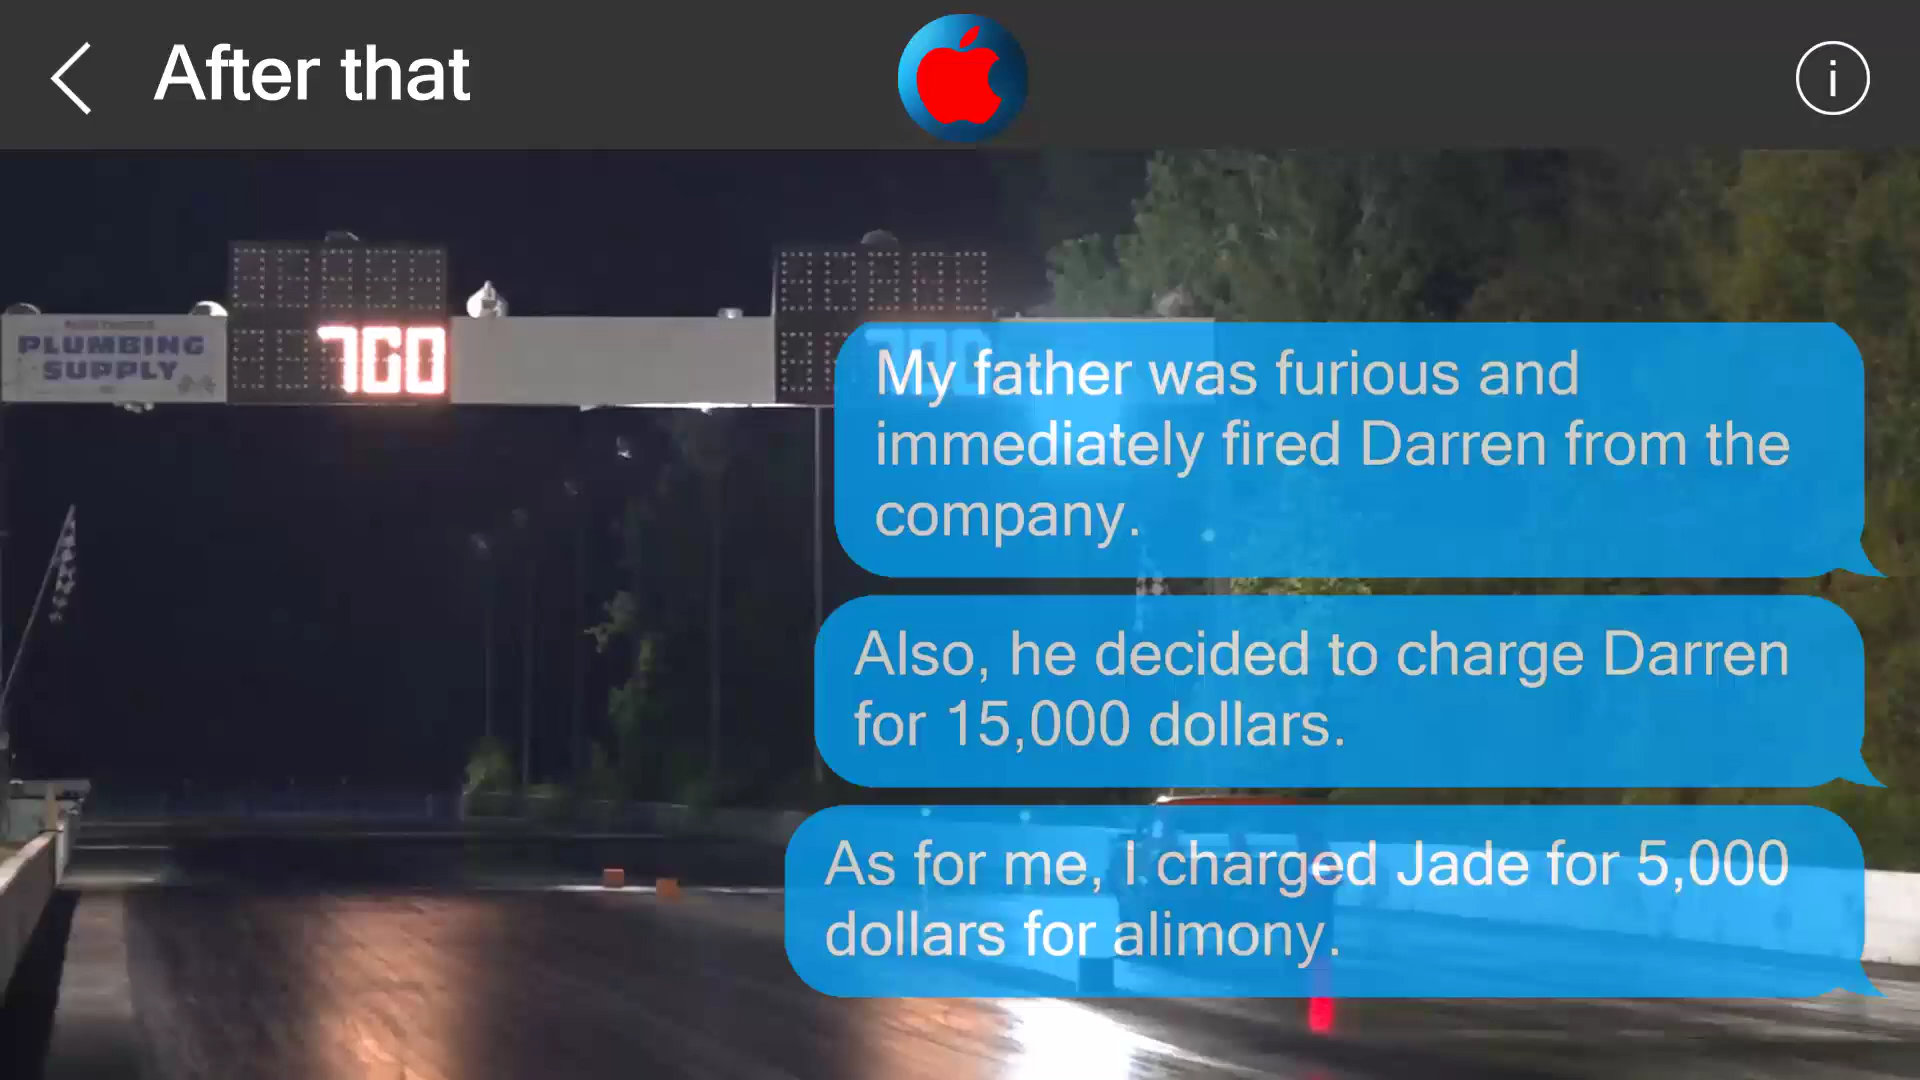 After that
PLUMBING
SUPPLY
760
700
My father was furious and
immediately fired Darren from the
company.
Also, he decided to charge Darren
for 15,000 dollars.
As for me, I charged Jade for 5,000
dollars for alimony.